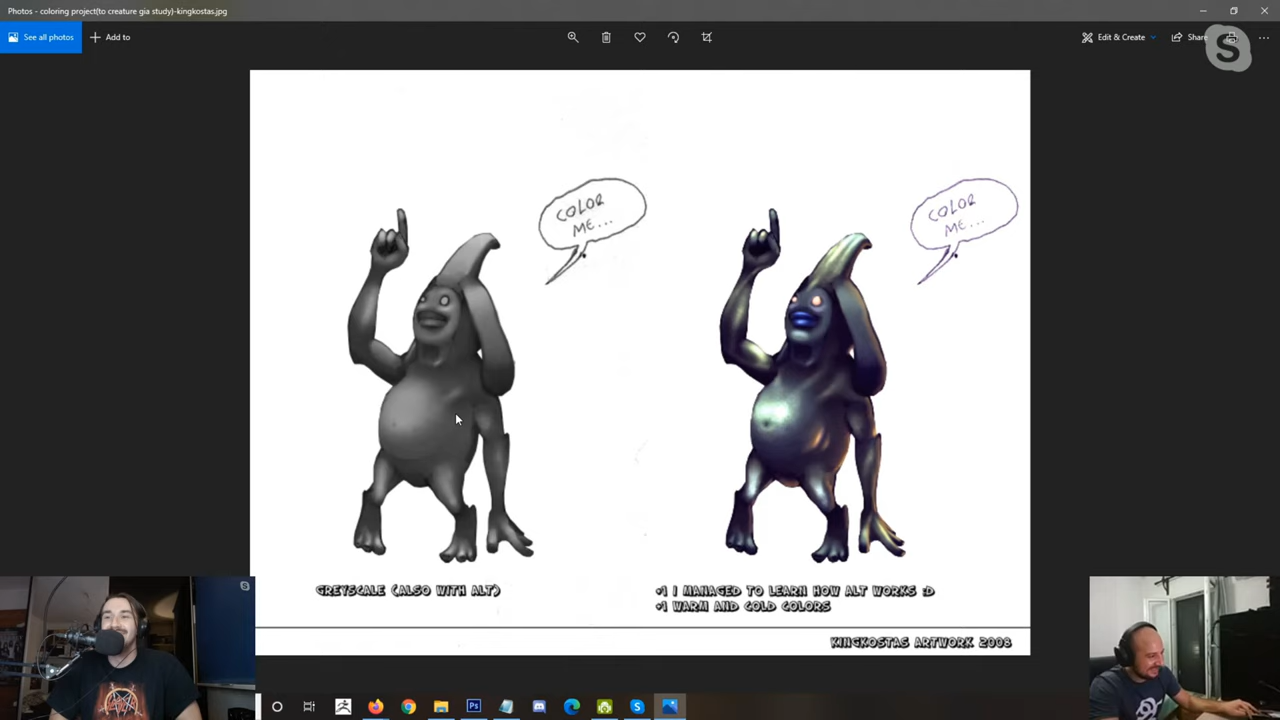 Photos - coloring project(to creature gia study)-kingkostas.jpg
See all photos
Add to
Edit & Create
Share
COLOR
ME...
COLOR
ME...
GREYSCALE (ALSO WITH ALT)
+1 I MANAGED TO LEARN HOW ALT WORKS :D
+1 WARM AND COLD COLORS
KINGKOSTAS ARTWORK 2008